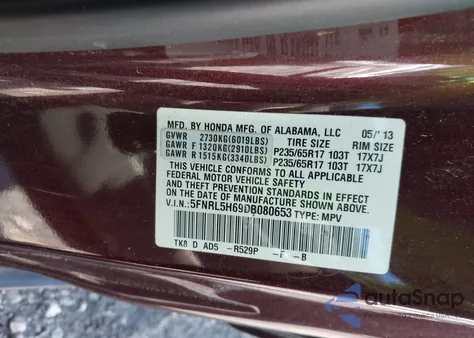 MFD. BY HONDA MFG. OF ALABAMA, LLC 05/'13
GVWR 2730KG(6019LBS) TIRE SIZE RIM SIZE
GAWR F 1320KG(2910LBS) P235/65R17 103T 17X7J
GAWR R 1515KG(3340LBS) P235/65R17 103T 17X7J
THIS VEHICLE CONFORMS TO ALL APPLICABLE
FEDERAL MOTOR VEHICLE SAFETY, BUMPER,
AND THEFT PREVENTION STANDARDS IN EFFECT
ON THE DATE OF MANUFACTURE SHOWN ABOVE.
V.I.N.:5FNRL5H69DB080653 TYPE: MPV
TK8 D AD5 -R529P -F -B
autoSnap